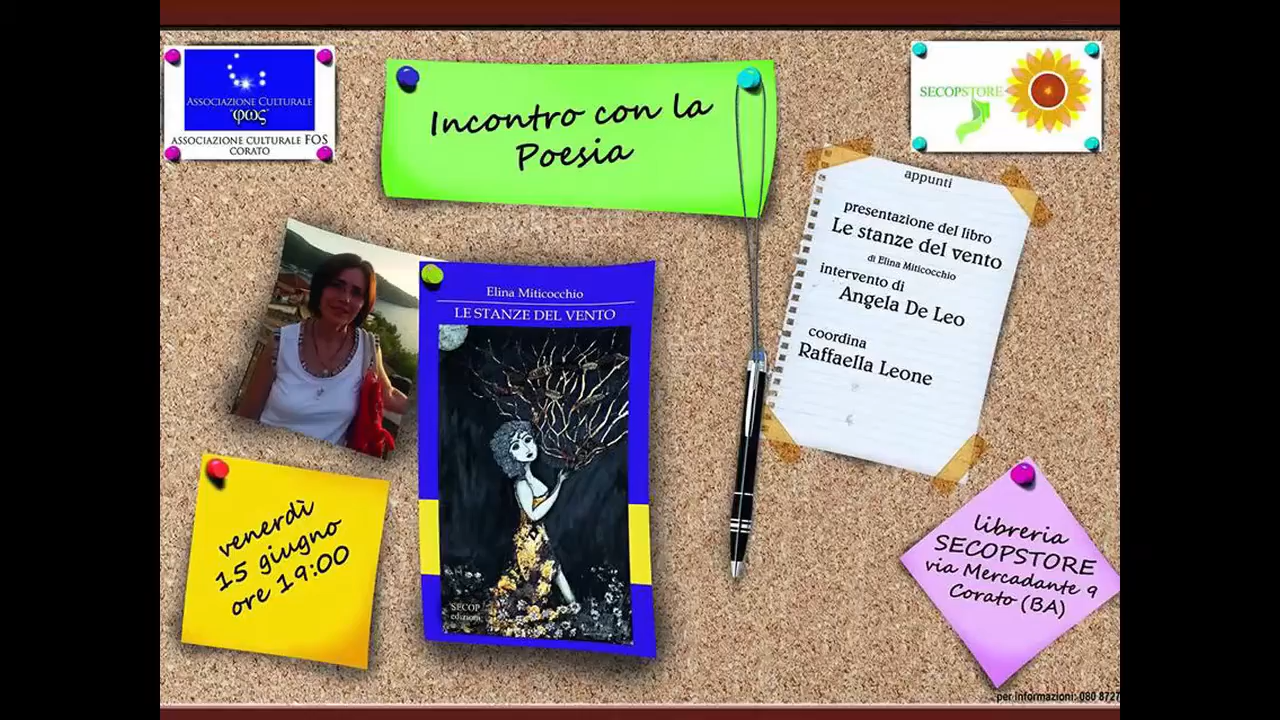 ASSOCIAZIONE CULTURALE
"φως"
ASSOCIAZIONE CULTURALE FOS
CORATO
Incontro con la
Poesia
SECOPSTORE
appunti
presentazione del libro
Le stanze del vento
di Elina Miticocchio
intervento di
Angela De Leo
coordina
Raffaella Leone
Elina Miticocchio
LE STANZE DEL VENTO
SECOP
edizioni
venerdì
15 giugno
ore 19:00
libreria
SECOPSTORE
via Mercadante 9
Corato (BA)
per informazioni: 080 8727